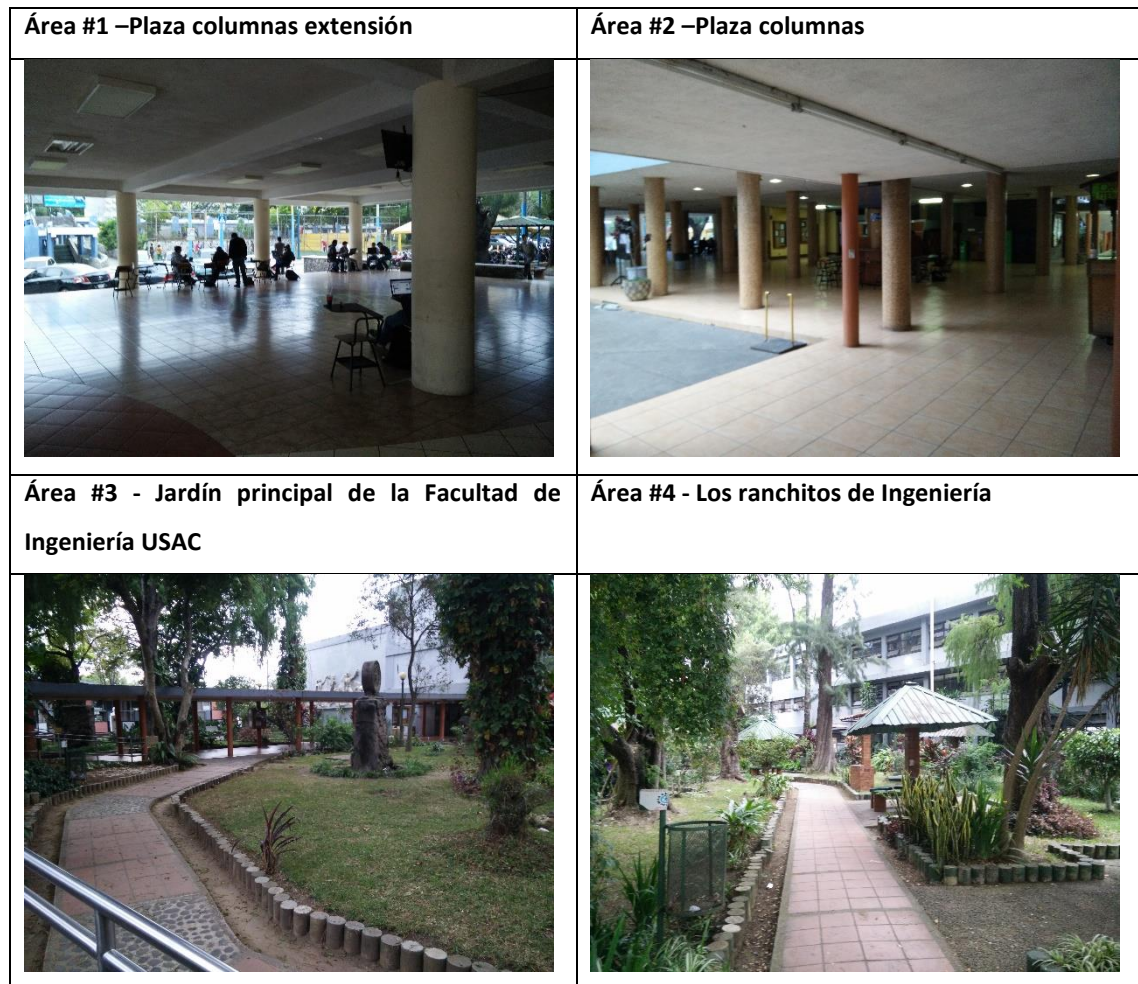 Área #1 –Plaza columnas extensión
Área #2 –Plaza columnas
Área #3 - Jardín principal de la Facultad de
Ingeniería USAC
Área #4 - Los ranchitos de Ingeniería